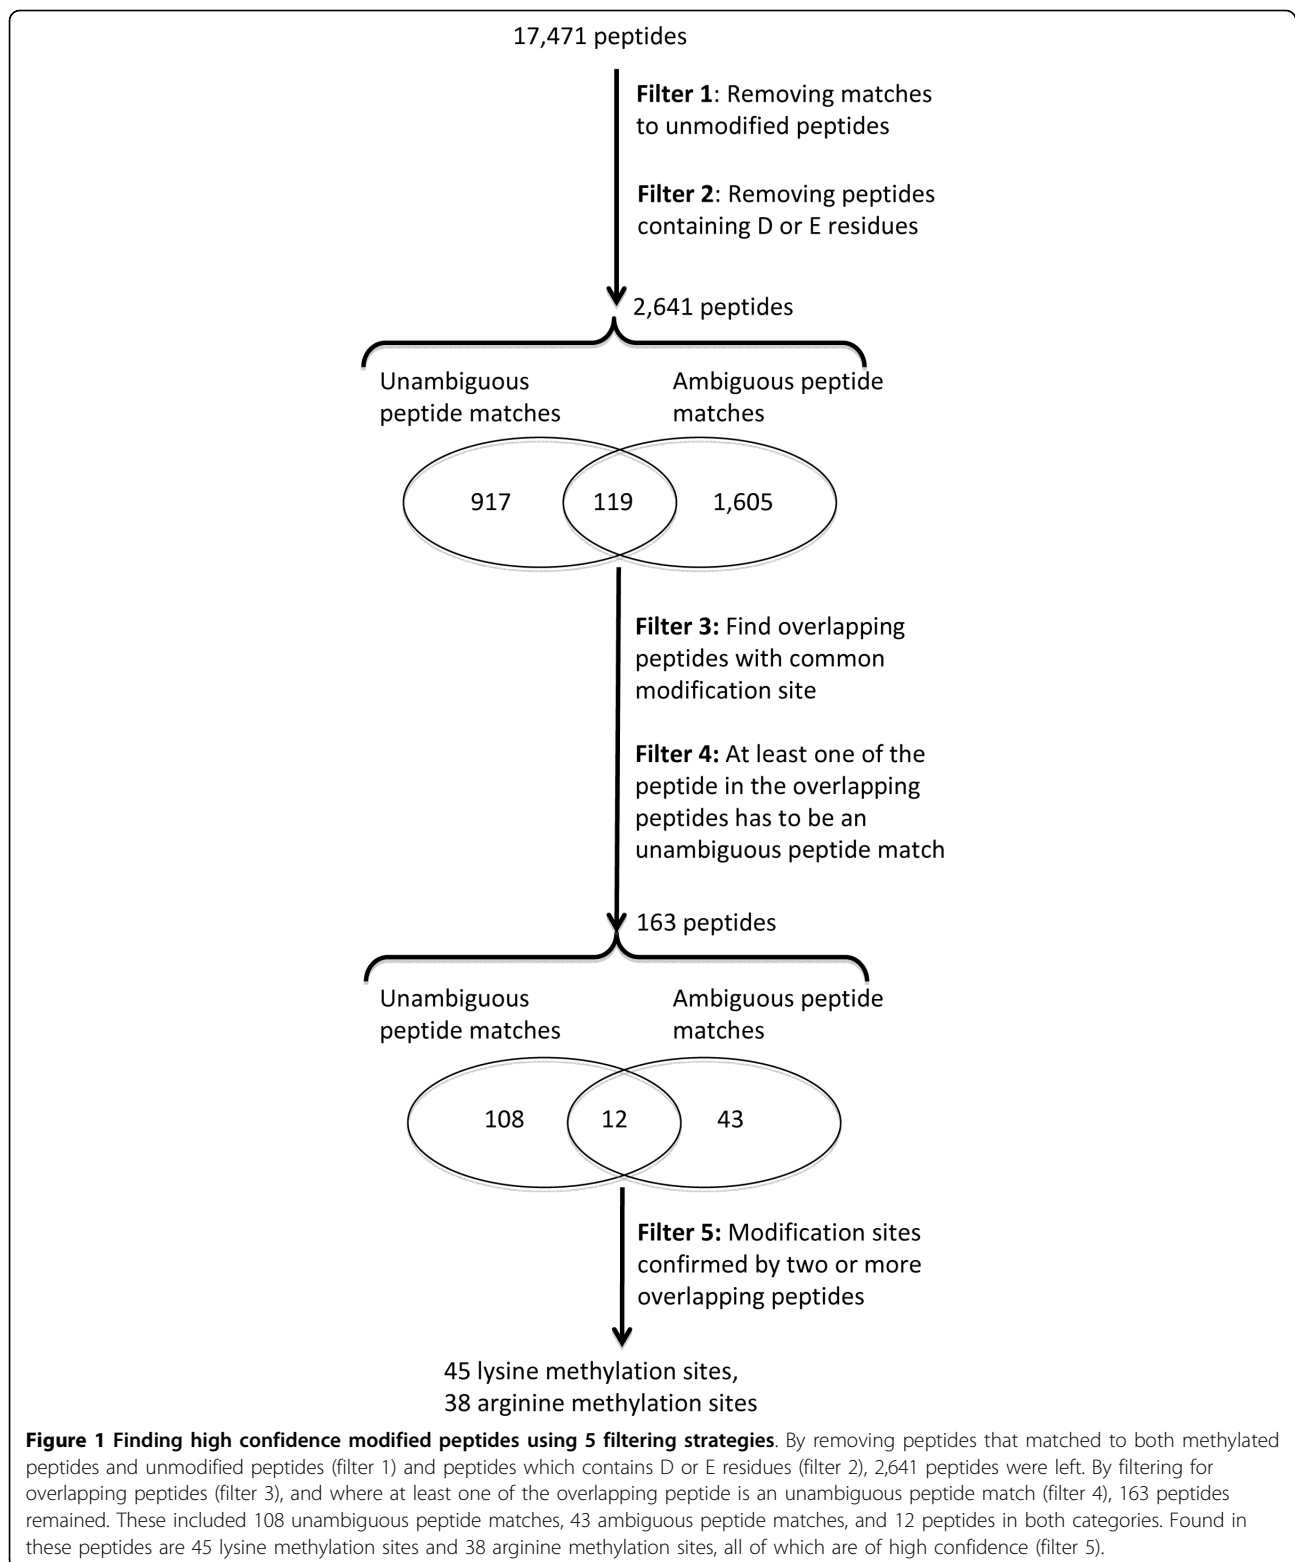 17,471 peptides
Filter 1: Removing matches
to unmodified peptides
Filter 2: Removing peptides
containing D or E residues
2,641 peptides
Unambiguous
peptide matches
Ambiguous peptide
matches
917
119
1,605
Filter 3: Find overlapping
peptides with common
modification site
Filter 4: At least one of the
peptide in the overlapping
peptides has to be an
unambiguous peptide match
163 peptides
Unambiguous
peptide matches
Ambiguous peptide
matches
108
12
43
Filter 5: Modification sites
confirmed by two or more
overlapping peptides
45 lysine methylation sites,
38 arginine methylation sites
Figure 1 Finding high confidence modified peptides using 5 filtering strategies. By removing peptides that matched to both methylated
peptides and unmodified peptides (filter 1) and peptides which contains D or E residues (filter 2), 2,641 peptides were left. By filtering for
overlapping peptides (filter 3), and where at least one of the overlapping peptide is an unambiguous peptide match (filter 4), 163 peptides
remained. These included 108 unambiguous peptide matches, 43 ambiguous peptide matches, and 12 peptides in both categories. Found in
these peptides are 45 lysine methylation sites and 38 arginine methylation sites, all of which are of high confidence (filter 5).